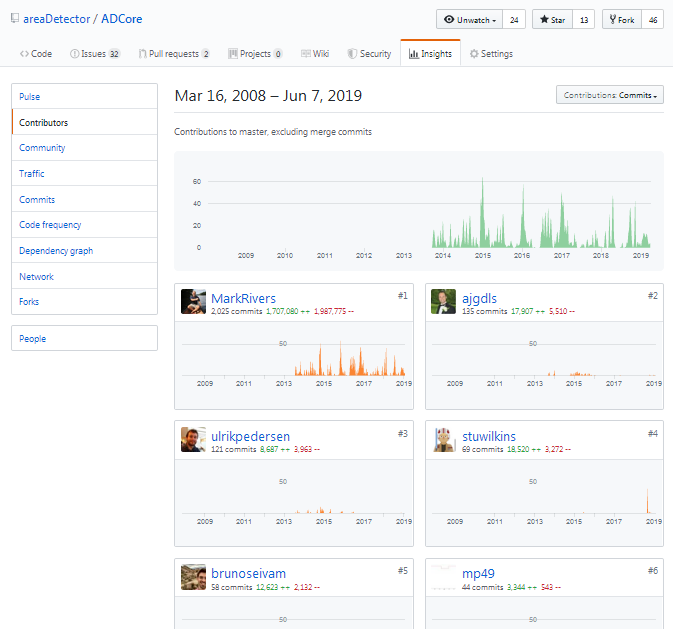 areaDetector / ADCore
Unwatch 24 Star 13 Fork 46
Code Issues 32 Pull requests 2 Projects 0 Wiki Security Insights Settings
Pulse
Contributors
Community
Traffic
Commits
Code frequency
Dependency graph
Network
Forks
People
Mar 16, 2008 – Jun 7, 2019
Contributions: Commits
Contributions to master, excluding merge commits
60
40
20
0
2009 2010 2011 2012 2013 2014 2015 2016 2017 2018 2019
MarkRivers #1
2,025 commits 1,707,080 ++ 1,987,775 --
50
2009 2011 2013 2015 2017 2019
ajgdls #2
135 commits 17,907 ++ 5,510 --
50
2009 2011 2013 2015 2017 2019
ulrikpedersen #3
121 commits 8,687 ++ 3,963 --
50
2009 2011 2013 2015 2017 2019
stuwilkins #4
69 commits 18,520 ++ 3,272 --
50
2009 2011 2013 2015 2017 2019
brunoseivam #5
58 commits 12,623 ++ 2,132 --
50
mp49 #6
44 commits 3,344 ++ 543 --
50